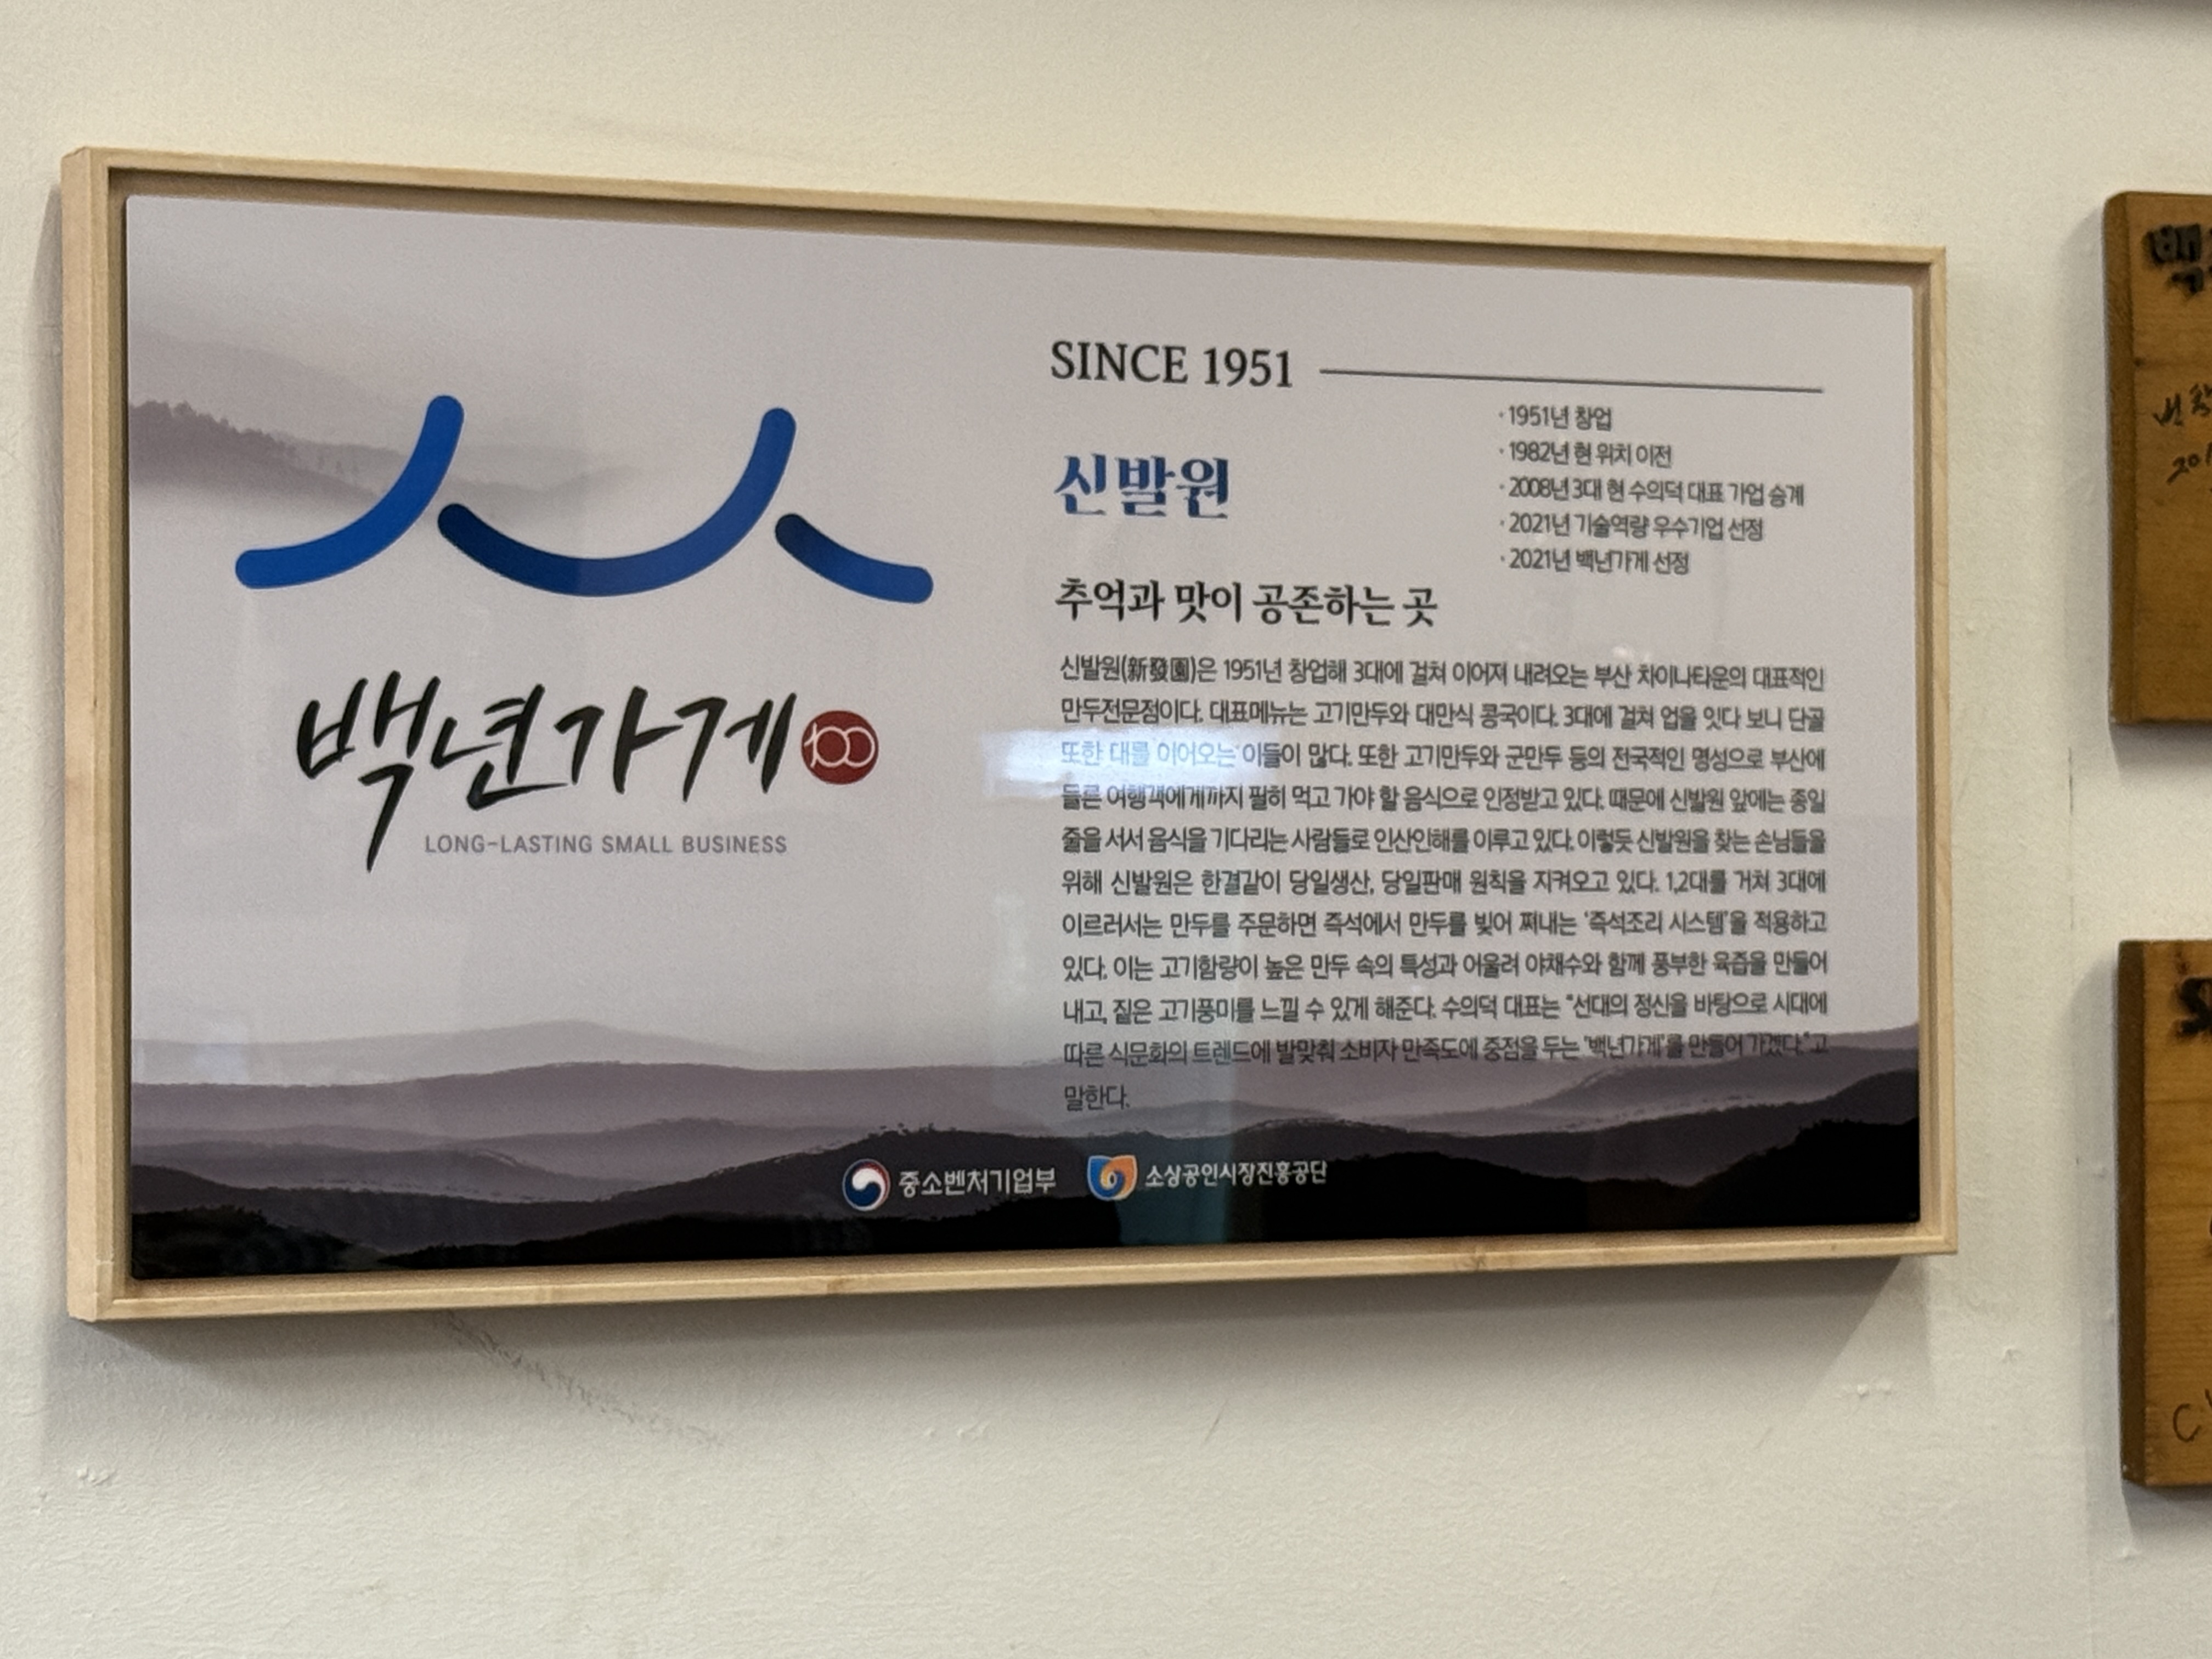 백년가게
100
LONG-LASTING SMALL BUSINESS
SINCE 1951
신발원
· 1951년 창업
· 1982년 현 위치 이전
· 2008년 3대 현 수의덕 대표 가업 승계
· 2021년 기술역량 우수기업 선정
· 2021년 백년가게 선정
추억과 맛이 공존하는 곳
신발원(新發園)은 1951년 창업해 3대에 걸쳐 이어져 내려오는 부산 차이나타운의 대표적인
만두전문점이다. 대표메뉴는 고기만두와 대만식 콩국이다. 3대에 걸쳐 업을 잇다 보니 단골
또한 대를 이어오는 이들이 많다. 또한 고기만두와 군만두 등의 전국적인 명성으로 부산에
들른 여행객에게까지 필히 먹고 가야 할 음식으로 인정받고 있다. 때문에 신발원 앞에는 종일
줄을 서서 음식을 기다리는 사람들로 인산인해를 이루고 있다. 이렇듯 신발원을 찾는 손님들을
위해 신발원은 한결같이 당일생산, 당일판매 원칙을 지켜오고 있다. 1,2대를 거쳐 3대에
이르러서는 만두를 주문하면 즉석에서 만두를 빚어 쪄내는 '즉석조리 시스템'을 적용하고
있다. 이는 고기함량이 높은 만두 속의 특성과 어울려 야채수와 함께 풍부한 육즙을 만들어
내고, 짙은 고기풍미를 느낄 수 있게 해준다. 수의덕 대표는 "선대의 정신을 바탕으로 시대에
따른 식문화의 트렌드에 발맞춰 소비자 만족도에 중점을 두는 '백년가게'를 만들어 가겠다."고
말한다.
중소벤처기업부 소상공인시장진흥공단